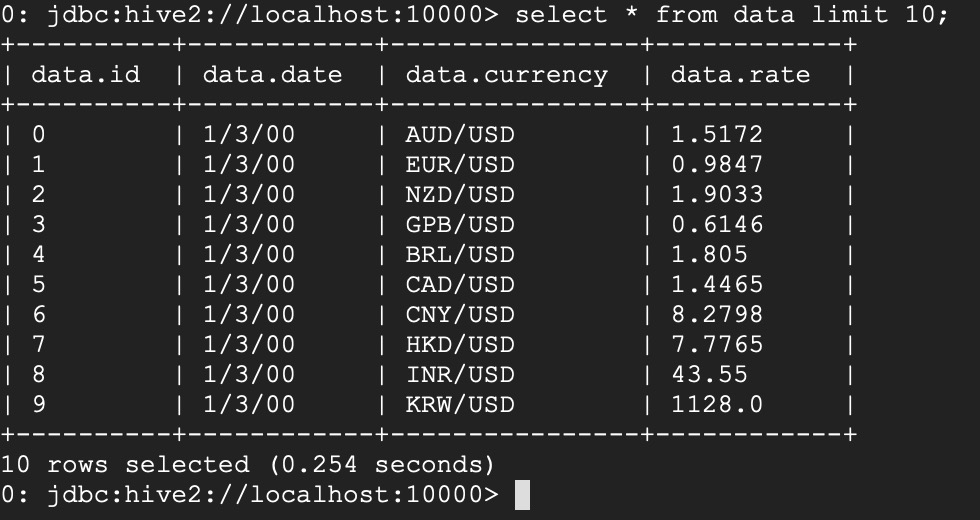 0: jdbc:hive2://localhost:10000> select * from data limit 10;
+----------+------------+----------------+------------+
| data.id  | data.date  | data.currency  | data.rate  |
+----------+------------+----------------+------------+
| 0        | 1/3/00     | AUD/USD        | 1.5172     |
| 1        | 1/3/00     | EUR/USD        | 0.9847     |
| 2        | 1/3/00     | NZD/USD        | 1.9033     |
| 3        | 1/3/00     | GPB/USD        | 0.6146     |
| 4        | 1/3/00     | BRL/USD        | 1.805      |
| 5        | 1/3/00     | CAD/USD        | 1.4465     |
| 6        | 1/3/00     | CNY/USD        | 8.2798     |
| 7        | 1/3/00     | HKD/USD        | 7.7765     |
| 8        | 1/3/00     | INR/USD        | 43.55      |
| 9        | 1/3/00     | KRW/USD        | 1128.0     |
+----------+------------+----------------+------------+
10 rows selected (0.254 seconds)
0: jdbc:hive2://localhost:10000>